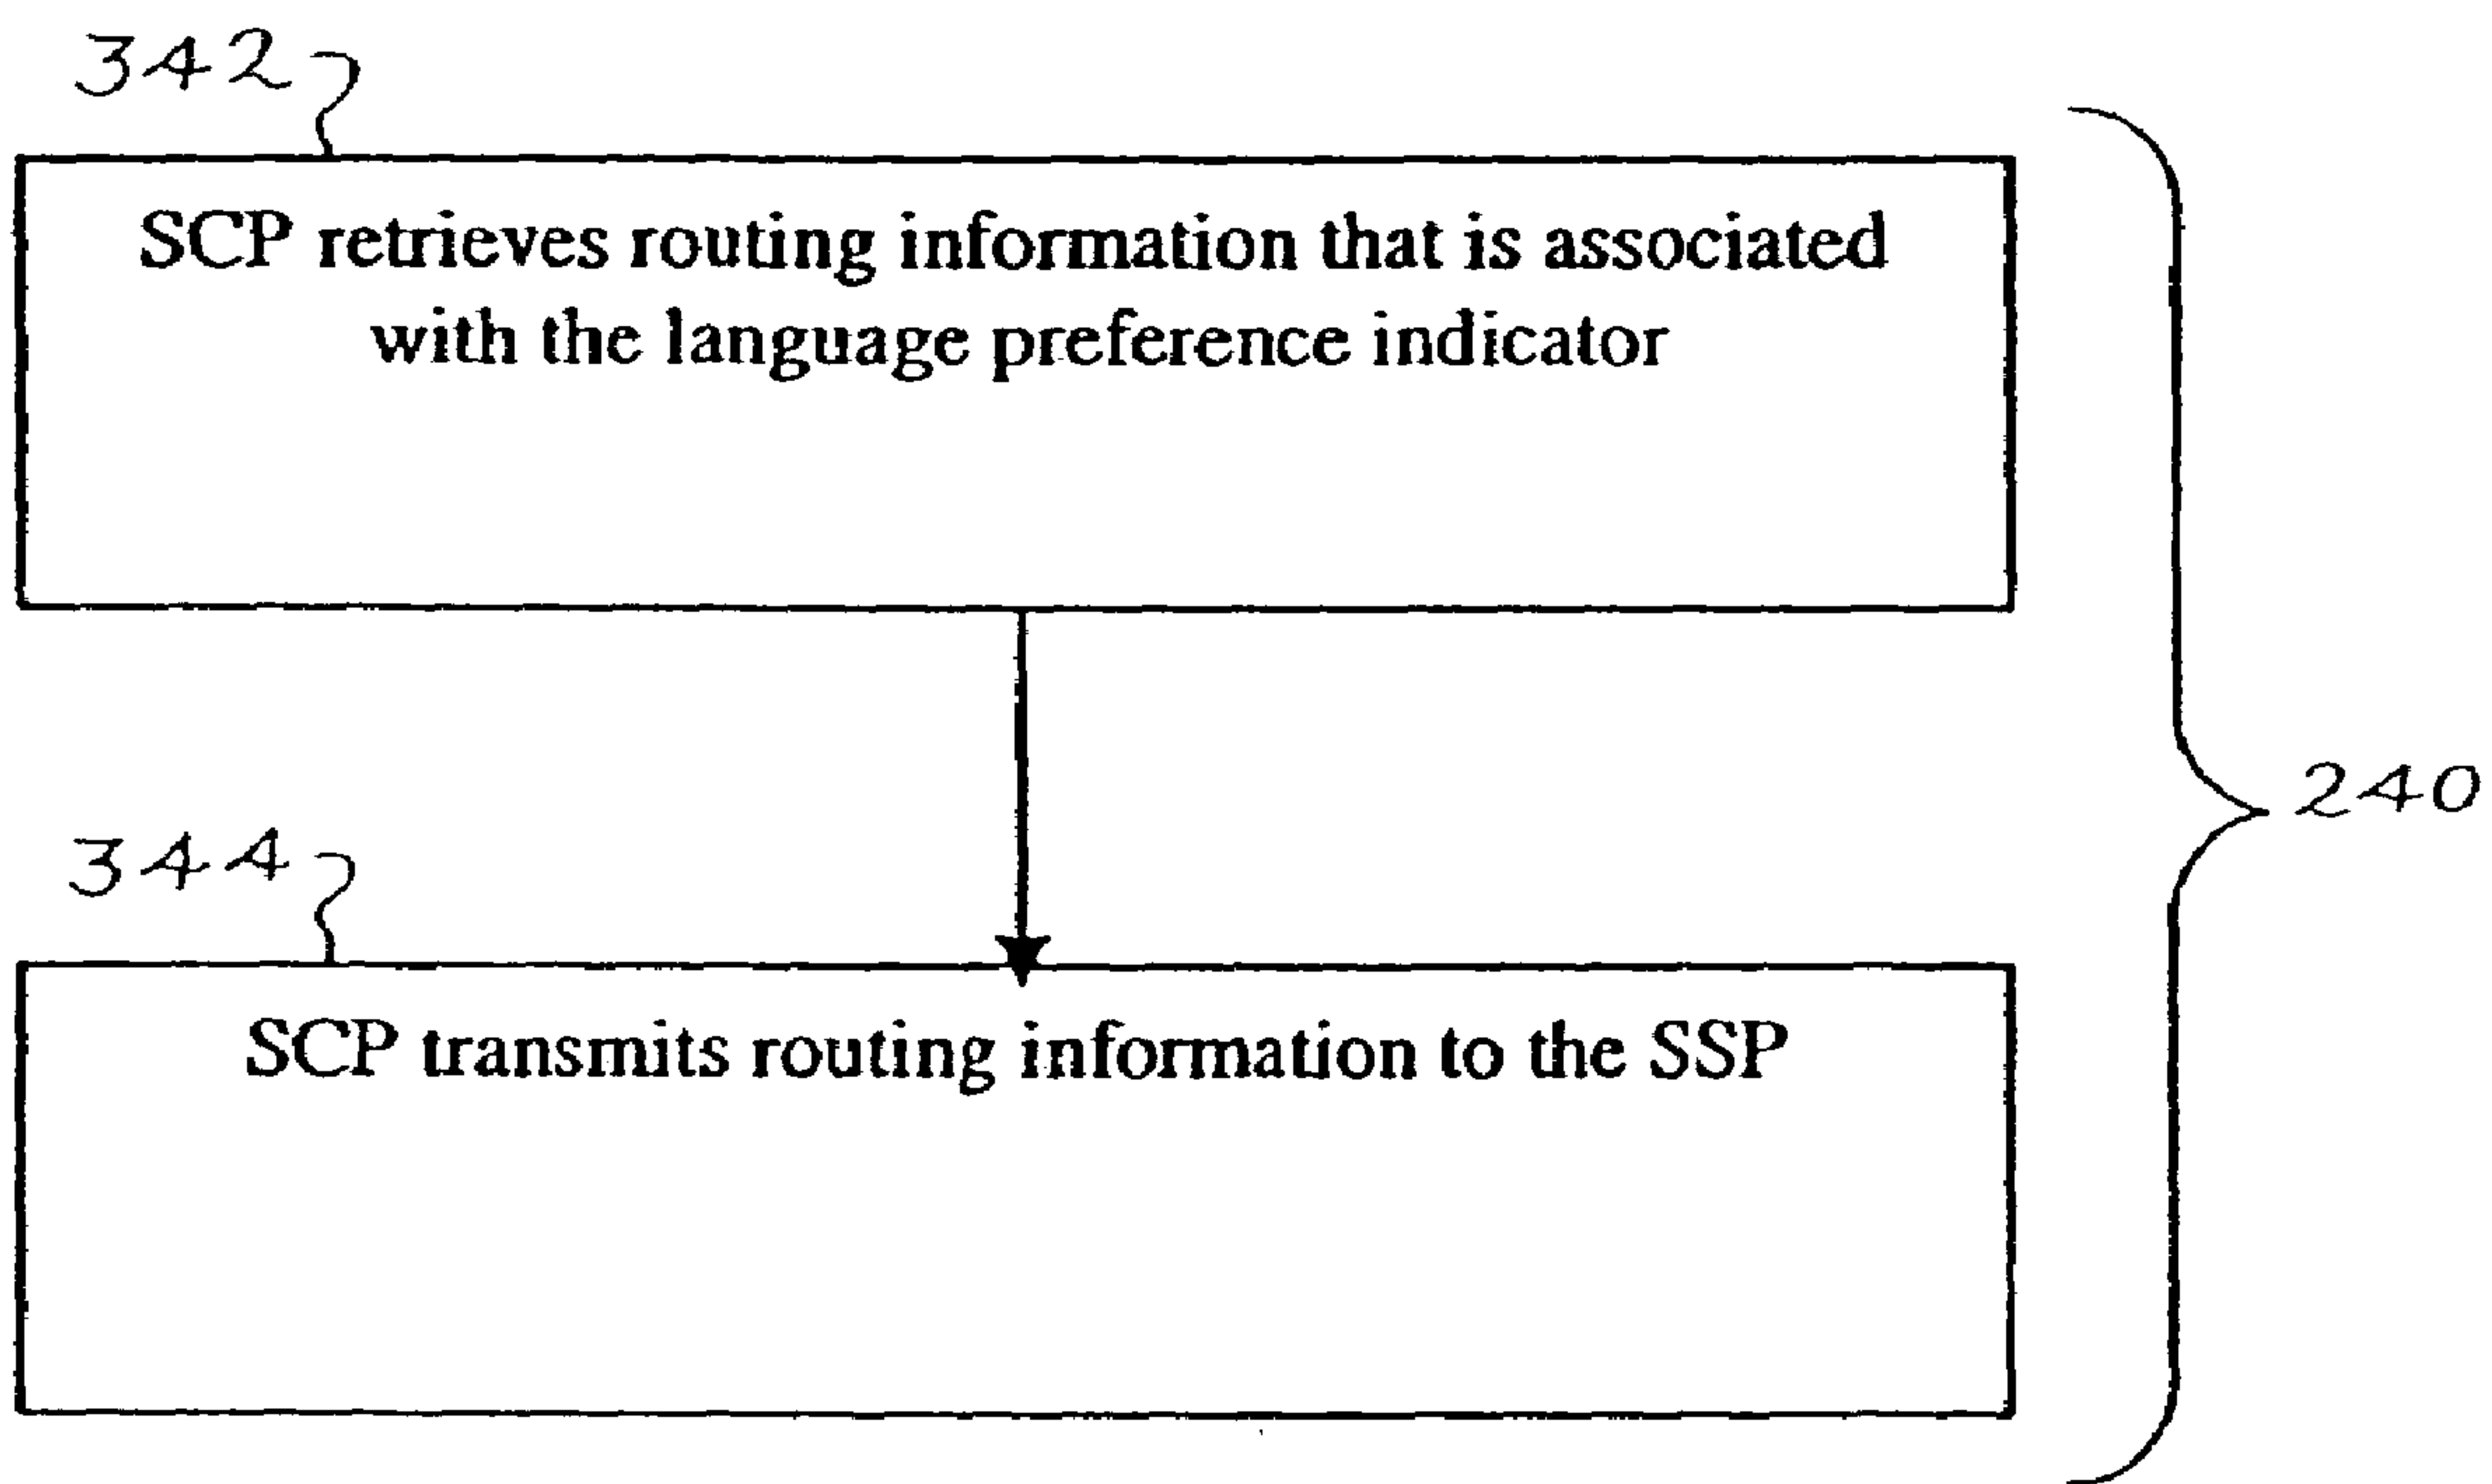 342
SCP retrieves routing information that is associated
with the language preference indicator
240
344
SCP transmits routing information to the SSP